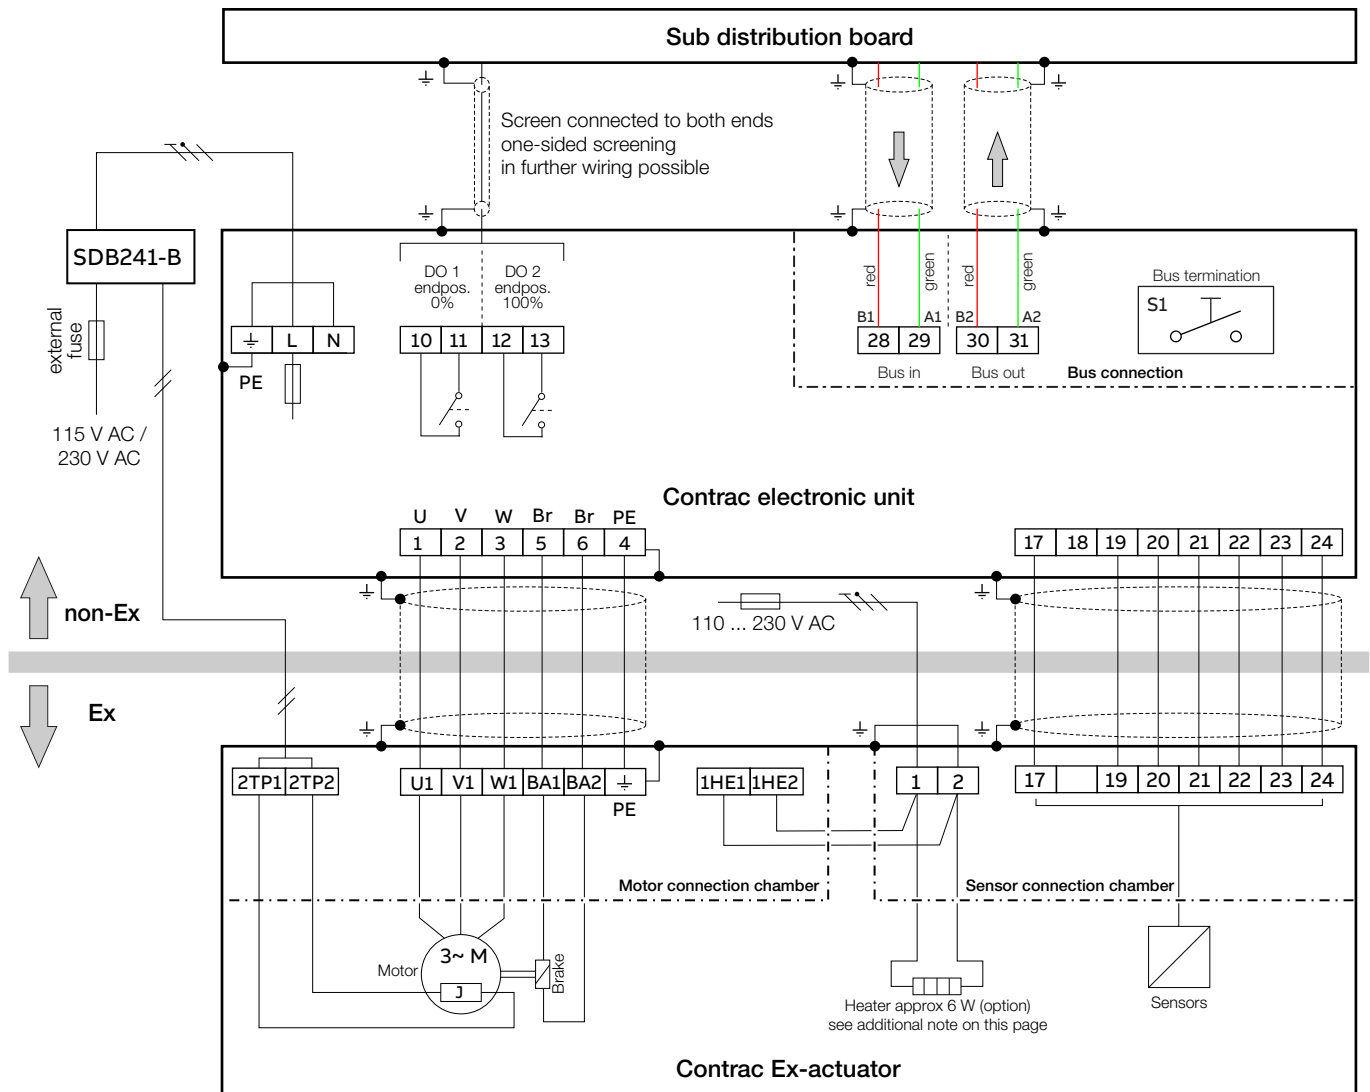 Sub distribution board
Screen connected to both ends
one-sided screening
in further wiring possible
SDB241-B
external
fuse
115 V AC /
230 V AC
L N
PE
DO 1
endpos.
0%
DO 2
endpos.
100%
10 11 12 13
red green red green
B1 A1 B2 A2
28 29 30 31
Bus in Bus out Bus connection
Bus termination
S1
Contrac electronic unit
U V W Br Br PE
1 2 3 5 6 4
17 18 19 20 21 22 23 24
non-Ex
110 ... 230 V AC
Ex
2TP1 2TP2
U1 V1 W1 BA1 BA2
PE
1HE1 1HE2
1 2
17 19 20 21 22 23 24
Motor connection chamber
Sensor connection chamber
3~ M
Motor
J
Brake
Heater approx 6 W (option)
see additional note on this page
Sensors
Contrac Ex-actuator